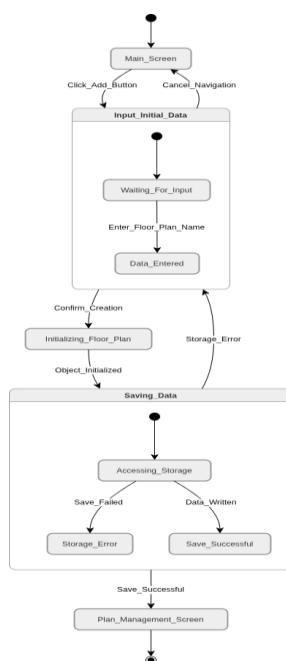 Main_Screen
Click_Add_Button
Cancel_Navigation
Input_Initial_Data
Waiting_For_Input
Enter_Floor_Plan_Name
Data_Entered
Confirm_Creation
Initializing_Floor_Plan
Storage_Error
Object_Initialized
Saving_Data
Accessing_Storage
Save_Failed
Data_Written
Storage_Error
Save_Successful
Save_Successful
Plan_Management_Screen